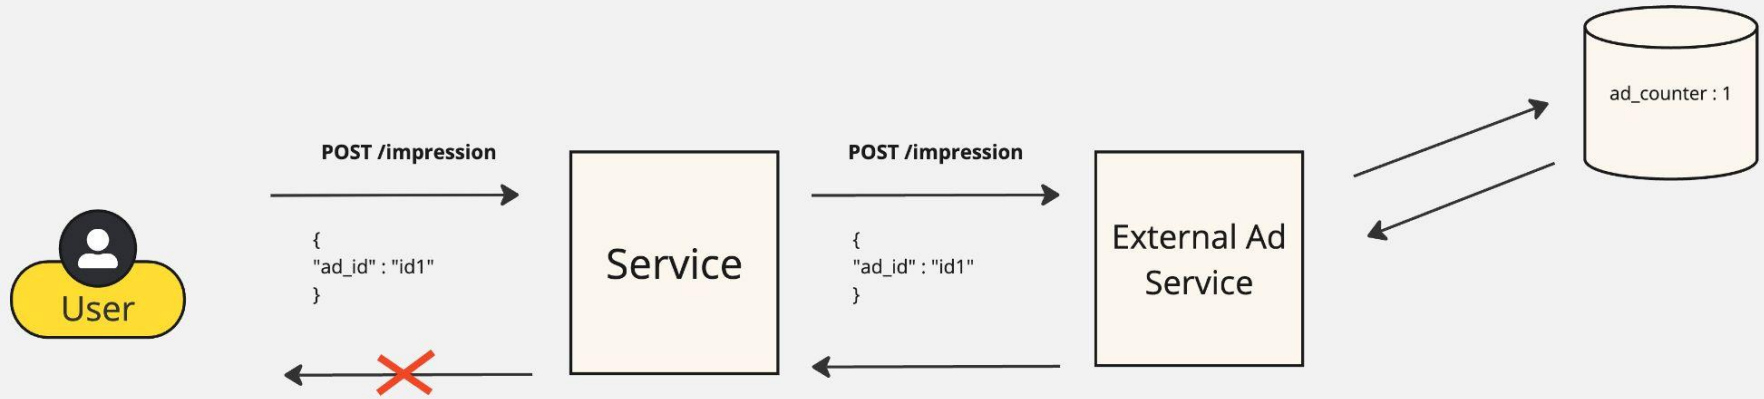 ad_counter : 1
POST /impression
POST /impression
{
"ad_id" : "id1"
}
{
"ad_id" : "id1"
}
User
Service
External Ad
Service